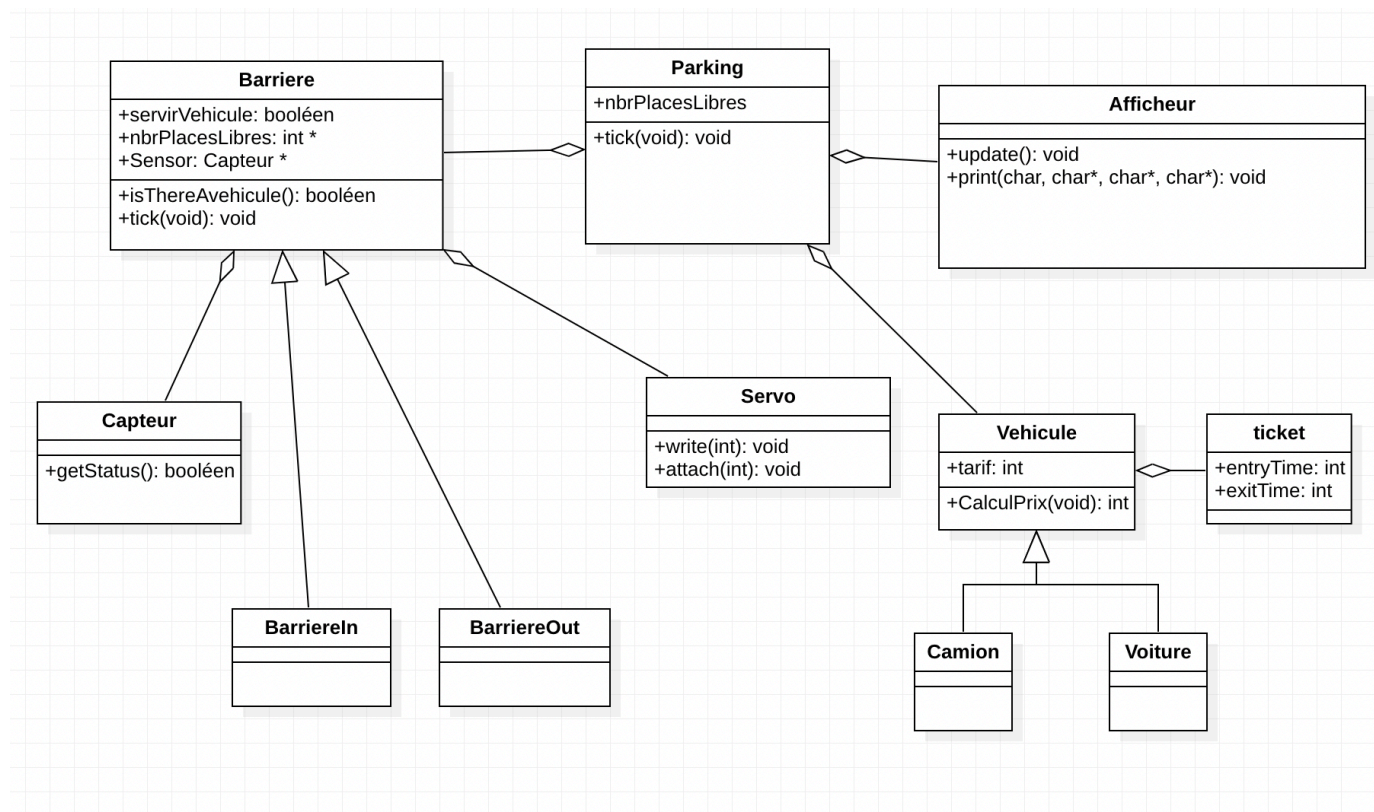 Barriere
+servirVehicule: booléen
+nbrPlacesLibres: int *
+Sensor: Capteur *
+isThereAvehicule(): booléen
+tick(void): void
Parking
+nbrPlacesLibres
+tick(void): void
Afficheur
+update(): void
+print(char, char*, char*, char*): void
Capteur
+getStatus(): booléen
Servo
+write(int): void
+attach(int): void
Vehicule
+tarif: int
+CalculPrix(void): int
ticket
+entryTime: int
+exitTime: int
BarriereIn
BarriereOut
Camion
Voiture